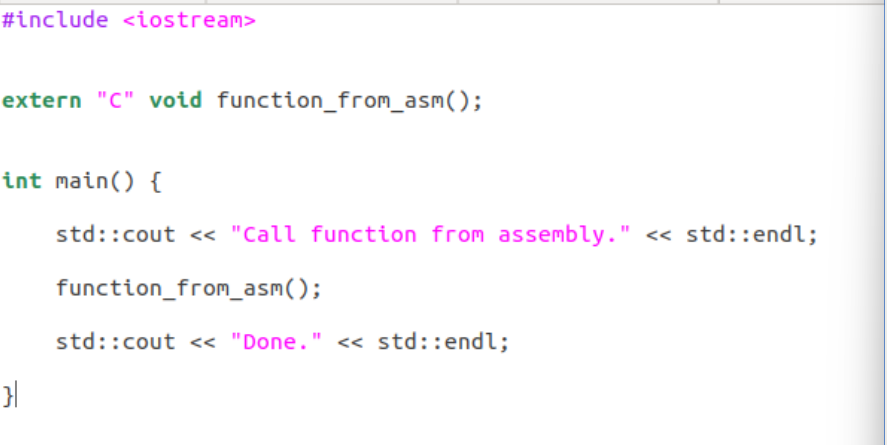 #include <iostream>
extern "C" void function_from_asm();
int main() {
    std::cout << "Call function from assembly." << std::endl;
    function_from_asm();
    std::cout << "Done." << std::endl;
}